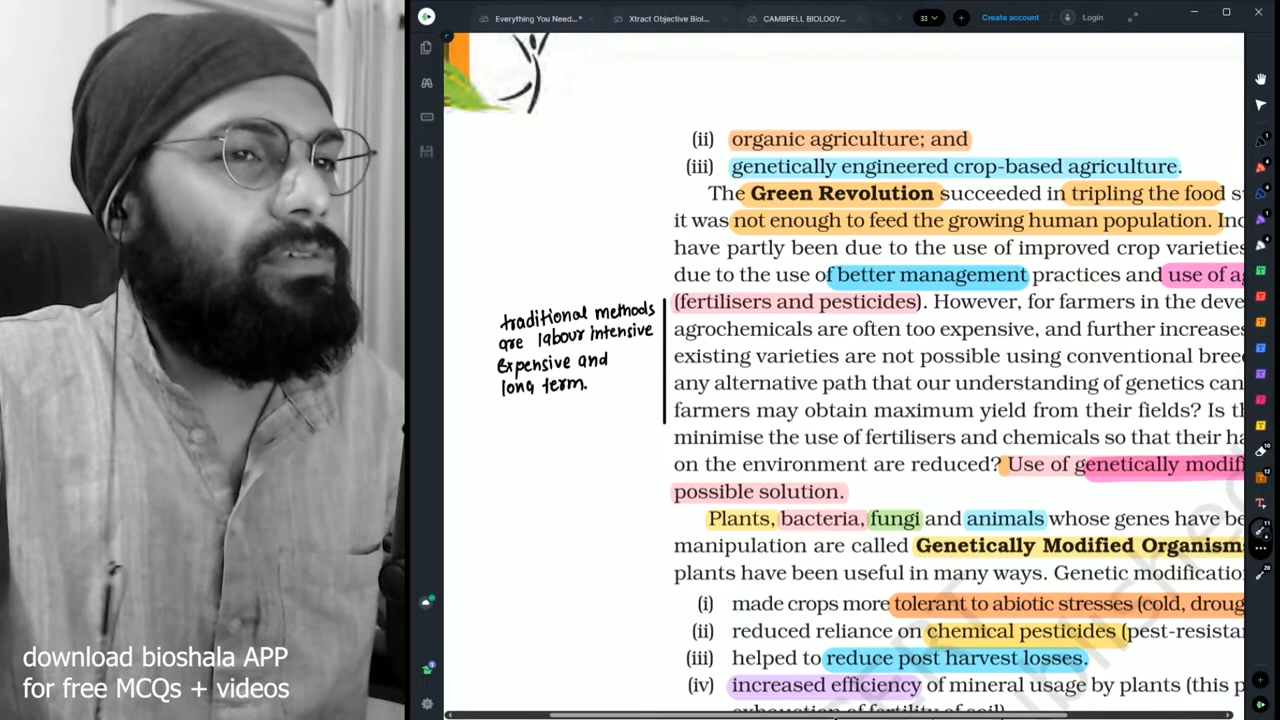 Everything You Need...*
Xtract Objective Biol...
CAMBPELL BIOLOGY...
33
Create account
Login
(ii) organic agriculture; and
(iii) genetically engineered crop-based agriculture.
The Green Revolution succeeded in tripling the food s
it was not enough to feed the growing human population. Inc
have partly been due to the use of improved crop varieties
due to the use of better management practices and use of a
(fertilisers and pesticides). However, for farmers in the deve
agrochemicals are often too expensive, and further increases
existing varieties are not possible using conventional bree
any alternative path that our understanding of genetics can
farmers may obtain maximum yield from their fields? Is t
minimise the use of fertilisers and chemicals so that their ha
on the environment are reduced? Use of genetically modif
possible solution.
traditional methods
are labour intensive
expensive and
long term.
Plants, bacteria, fungi and animals whose genes have be
manipulation are called Genetically Modified Organism
plants have been useful in many ways. Genetic modificatio
(i) made crops more tolerant to abiotic stresses (cold, droug
(ii) reduced reliance on chemical pesticides (pest-resista
(iii) helped to reduce post harvest losses.
(iv) increased efficiency of mineral usage by plants (this p
exhaustion of fertility of soil)
download bioshala APP
for free MCQs + videos